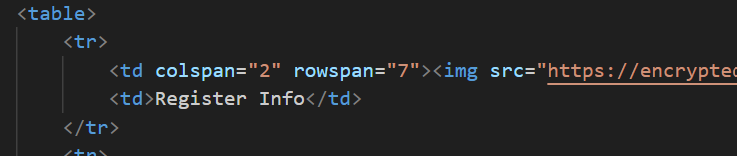 <table>
<tr>
<td colspan="2" rowspan="7"><img src="https://encrypted
<td>Register Info</td>
</tr>
<tr>